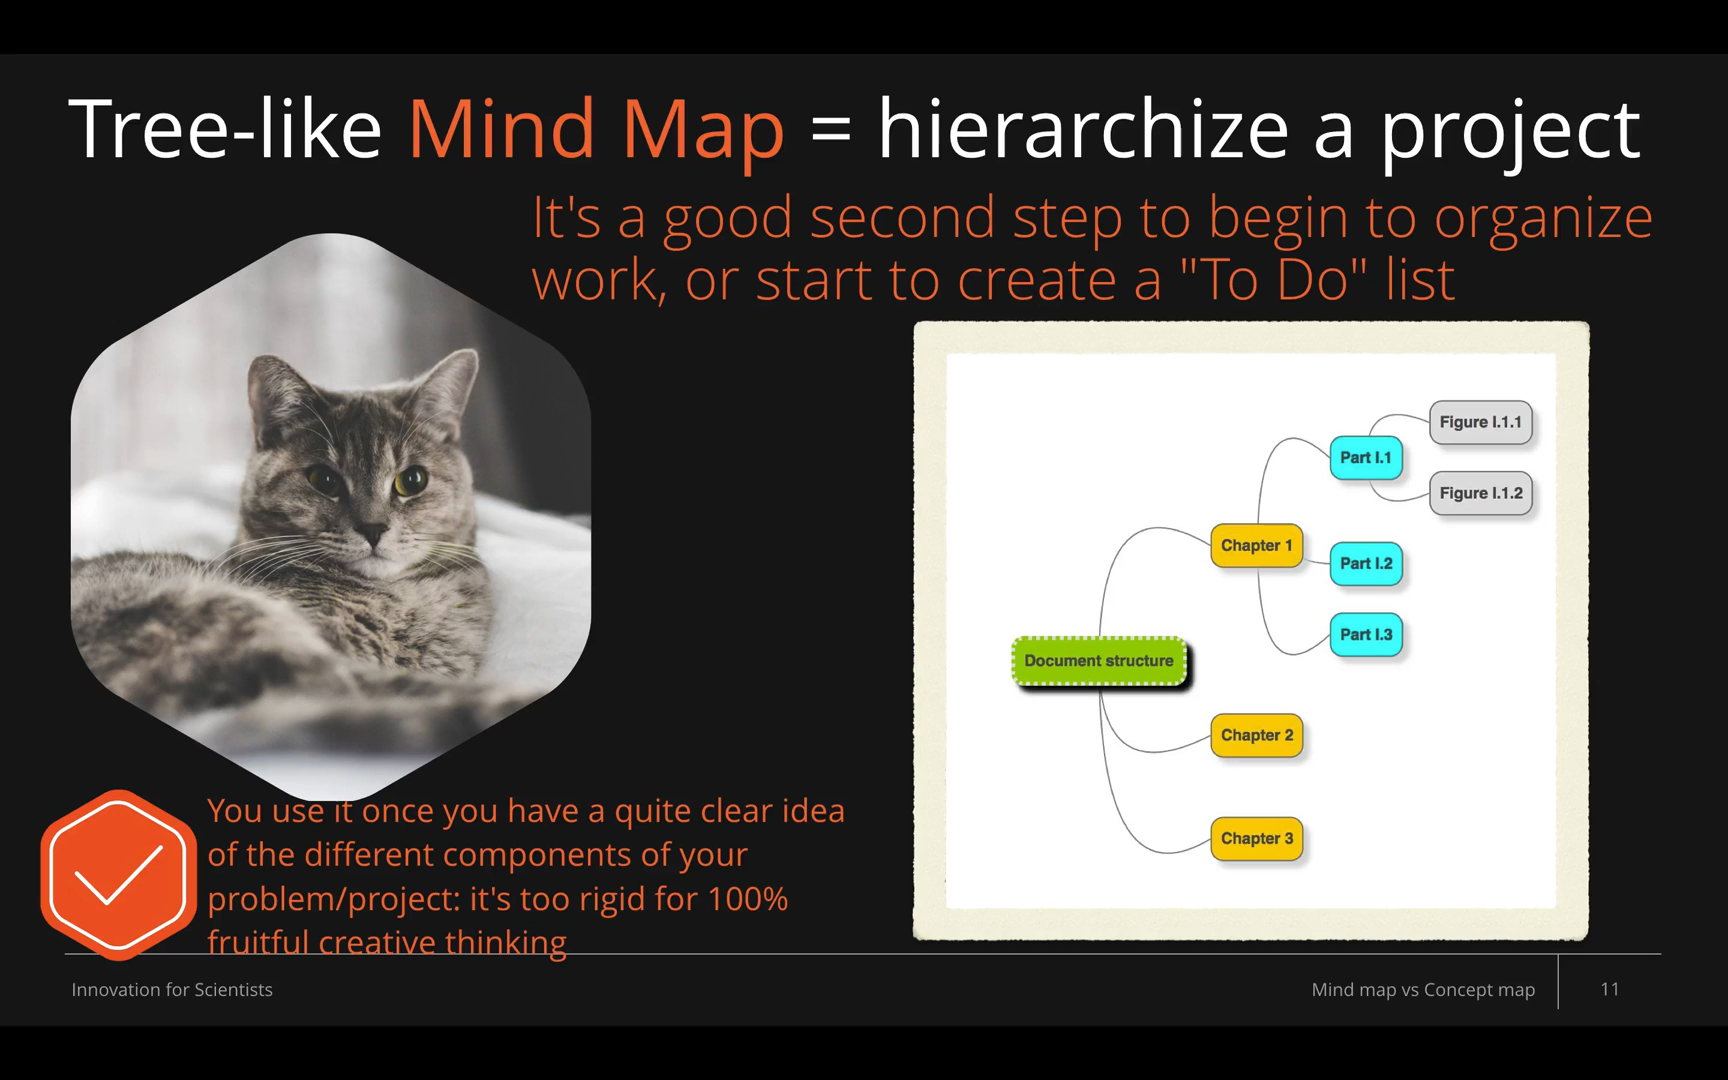 Tree-like Mind Map = hierarchize a project
It's a good second step to begin to organize
work, or start to create a "To Do" list
Figure I.1.1
Part I.1
Figure I.1.2
Chapter 1
Part I.2
Part I.3
Document structure
Chapter 2
Chapter 3
You use it once you have a quite clear idea
of the different components of your
problem/project: it's too rigid for 100%
fruitful creative thinking
Innovation for Scientists
Mind map vs Concept map
11